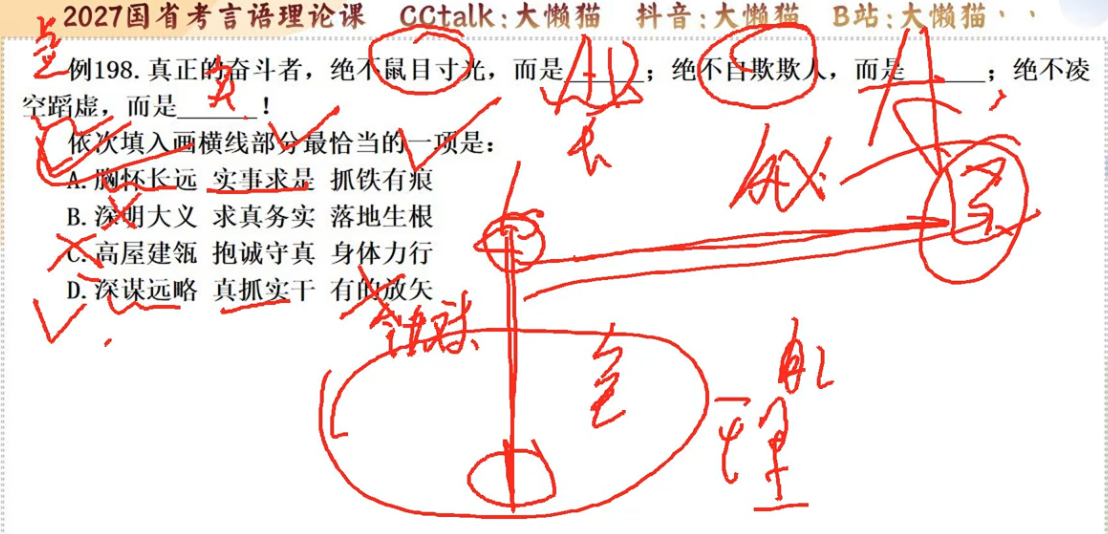 2027国省考言语理论课 CCtalk:大懒猫 抖音:大懒猫 B站:大懒猫
例198.真正的奋斗者，绝不鼠目寸光，而是______；绝不自欺欺人，而是______；绝不凌
空蹈虚，而是______！
依次填入画横线部分最恰当的一项是：
A.胸怀长远 实事求是 抓铁有痕
B.深明大义 求真务实 落地生根
C.高屋建瓴 抱诚守真 身体力行
D.深谋远略 真抓实干 有的放矢